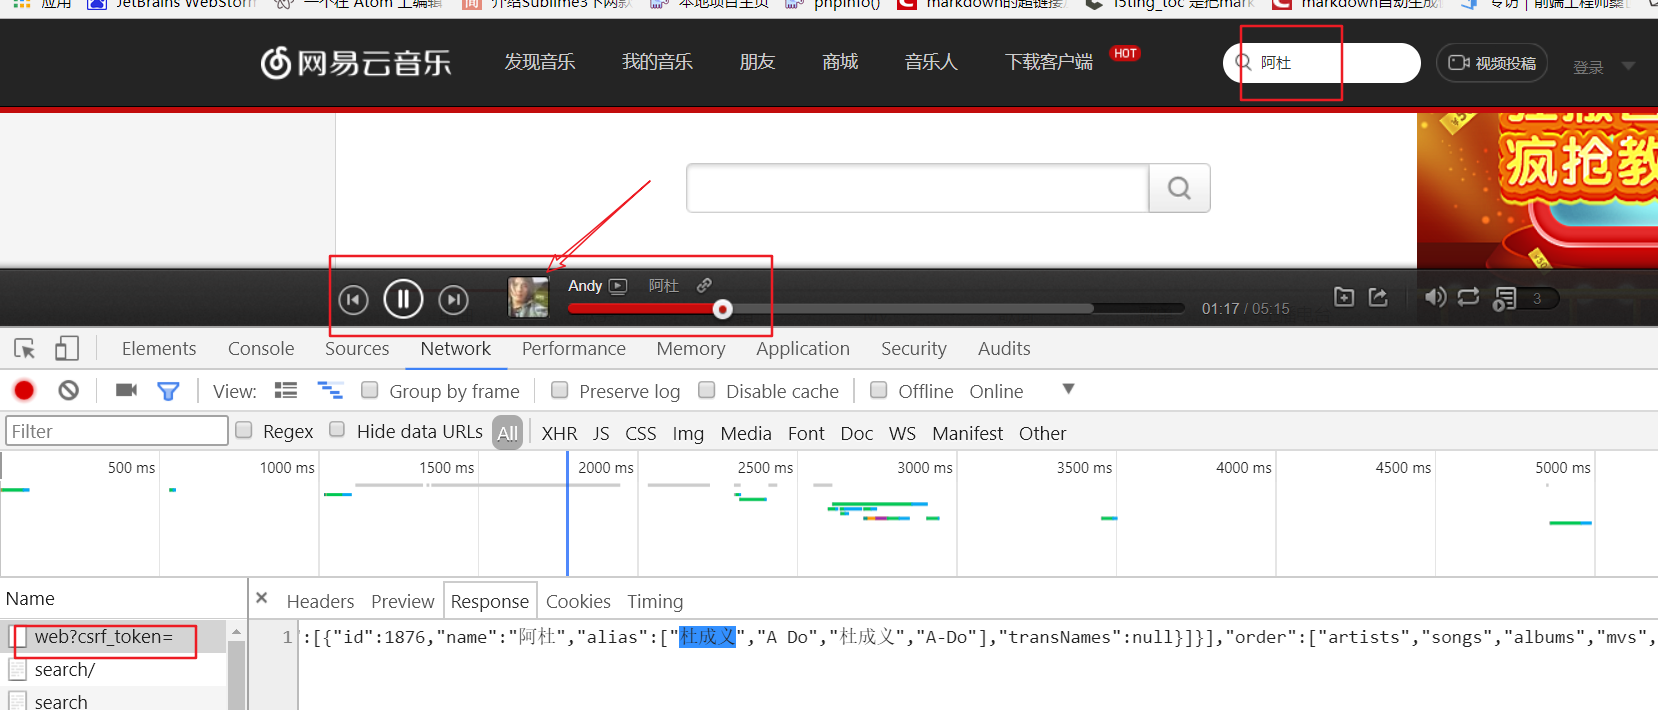 应用 JetBrains WebStorm 一个在 Atom 上编辑 介绍Sublime3下两款 本地项目主页 phpinfo() markdown的超链接 i5ting_toc 是把mark markdown自动生成 专访 | 前端工程师
网易云音乐 发现音乐 我的音乐 朋友 商城 音乐人 下载客户端 HOT 阿杜 视频投稿 登录
疯抢教
Andy 阿杜
01:17 / 05:15 3
Elements Console Sources Network Performance Memory Application Security Audits
View: Group by frame Preserve log Disable cache Offline Online
Filter Regex Hide data URLs All XHR JS CSS Img Media Font Doc WS Manifest Other
500 ms 1000 ms 1500 ms 2000 ms 2500 ms 3000 ms 3500 ms 4000 ms 4500 ms 5000 ms
Name × Headers Preview Response Cookies Timing
web?csrf_token= 1 :[{"id":1876,"name":"阿杜","alias":["杜成义","A Do","杜成义","A-Do"],"transNames":null}]}],"order":["artists","songs","albums","mvs",
search/
search